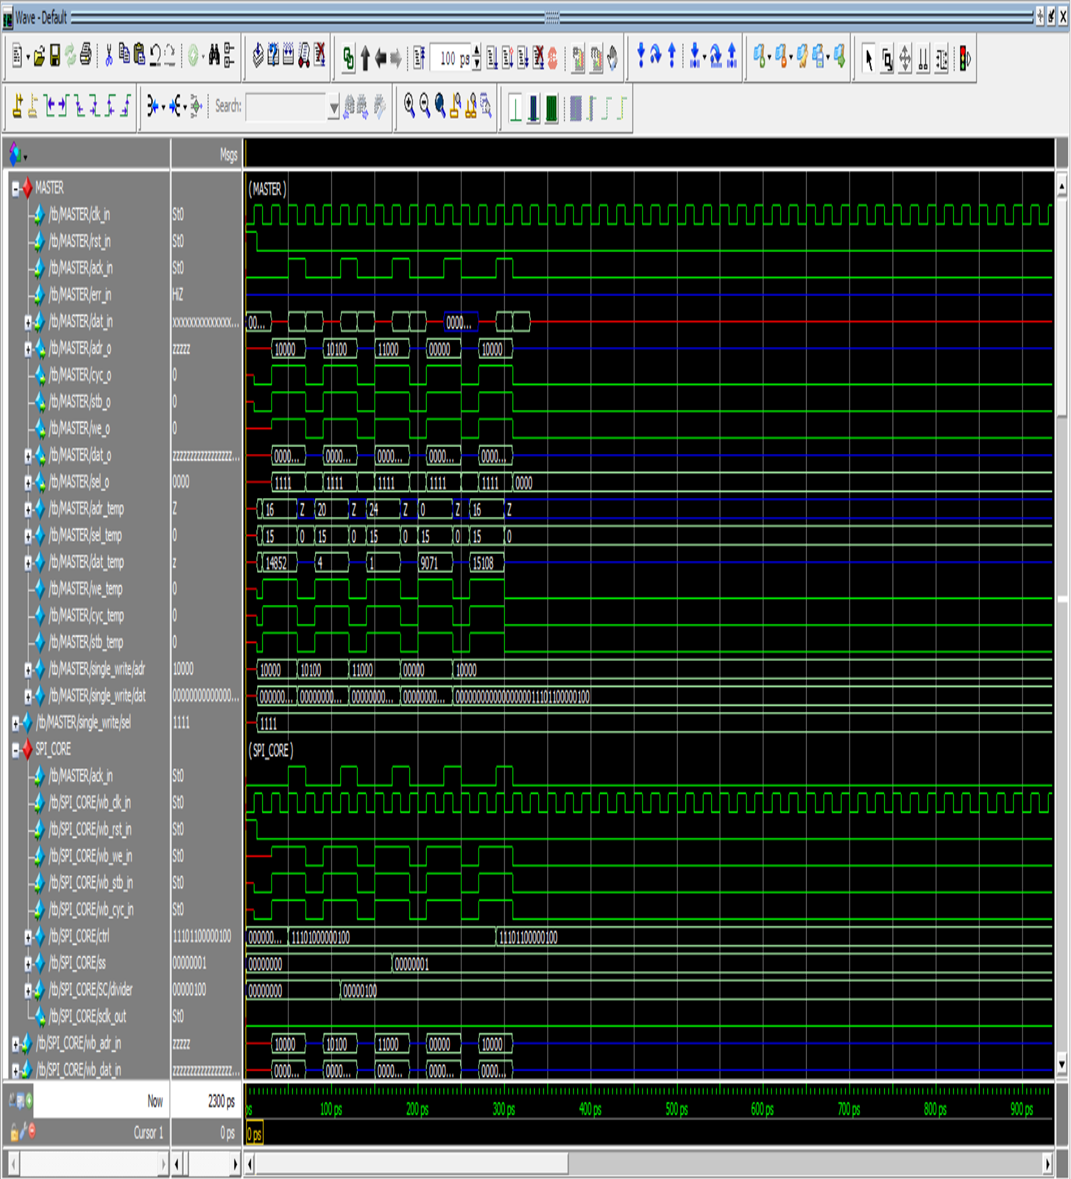 Wave - Default
100 ps
Search:
Msgs
MASTER (MASTER)
/tb/MASTER/clk_in St0
/tb/MASTER/rst_in St0
/tb/MASTER/ack_in St0
/tb/MASTER/err_in HiZ
/tb/MASTER/dat_in xxxxxxxxxxxxxxx... 00... 0000...
/tb/MASTER/adr_o zzzzz 10000 10100 11000 00000 10000
/tb/MASTER/cyc_o 0
/tb/MASTER/stb_o 0
/tb/MASTER/we_o 0
/tb/MASTER/dat_o zzzzzzzzzzzzzzzzz... 0000... 0000... 0000... 0000... 0000...
/tb/MASTER/sel_o 0000 1111 1111 1111 1111 1111 0000
/tb/MASTER/adr_temp Z 16 Z 20 Z 24 Z 0 Z 16 Z
/tb/MASTER/sel_temp 0 15 0 15 0 15 0 15 0 15 0
/tb/MASTER/dat_temp z 14852 4 1 9071 15108
/tb/MASTER/we_temp 0
/tb/MASTER/cyc_temp 0
/tb/MASTER/stb_temp 0
/tb/MASTER/single_write/adr 10000 10000 10100 11000 00000 10000
/tb/MASTER/single_write/dat 00000000000000... 000000... 00000000... 0000000... 0000000... 00000000000000000011101100000100
/tb/MASTER/single_write/sel 1111 1111
SPI_CORE (SPI_CORE)
/tb/MASTER/ack_in St0
/tb/SPI_CORE/wb_clk_in St0
/tb/SPI_CORE/wb_rst_in St0
/tb/SPI_CORE/wb_we_in St0
/tb/SPI_CORE/wb_stb_in St0
/tb/SPI_CORE/wb_cyc_in St0
/tb/SPI_CORE/ctrl 11101100000100 000000... 11101000000100 11101100000100
/tb/SPI_CORE/ss 00000001 00000000 00000001
/tb/SPI_CORE/SC/divider 00000100 00000000 00000100
/tb/SPI_CORE/sclk_out St0
/tb/SPI_CORE/wb_adr_in zzzzz 10000 10100 11000 00000 10000
/tb/SPI_CORE/wb_dat_in zzzzzzzzzzzzzzzzz... 0000... 0000... 0000... 0000... 0000...
Now 2300 ps ps 100 ps 200 ps 300 ps 400 ps 500 ps 600 ps 700 ps 800 ps 900 ps
Cursor 1 0 ps 0 ps